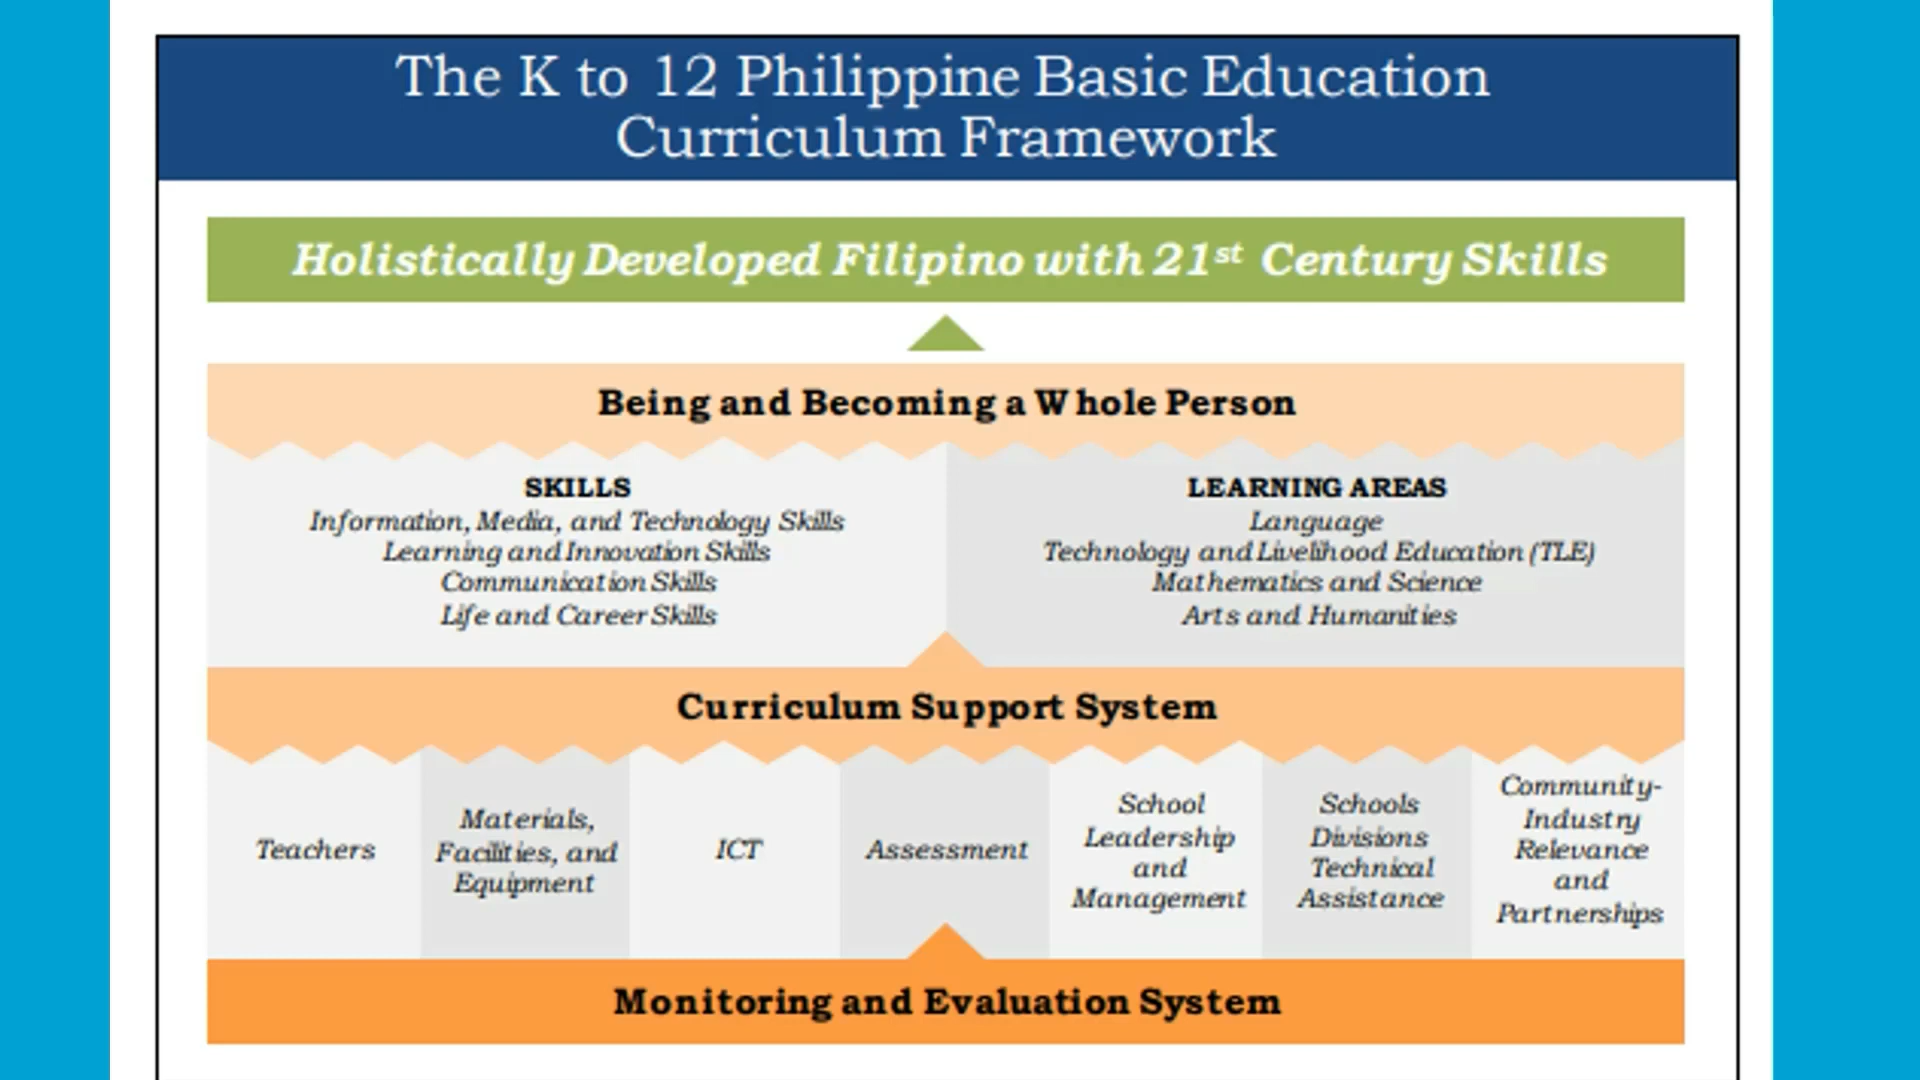 The K to 12 Philippine Basic Education
Curriculum Framework
Holistically Developed Filipino with 21st Century Skills
Being and Becoming a Whole Person
SKILLS
Information, Media, and Technology Skills
Learning and Innovation Skills
Communication Skills
Life and Career Skills
LEARNING AREAS
Language
Technology and Livelihood Education (TLE)
Mathematics and Science
Arts and Humanities
Curriculum Support System
Teachers
Materials,
Facilities, and
Equipment
ICT
Assessment
School
Leadership
and
Management
Schools
Divisions
Technical
Assistance
Community-
Industry
Relevance
and
Partnerships
Monitoring and Evaluation System